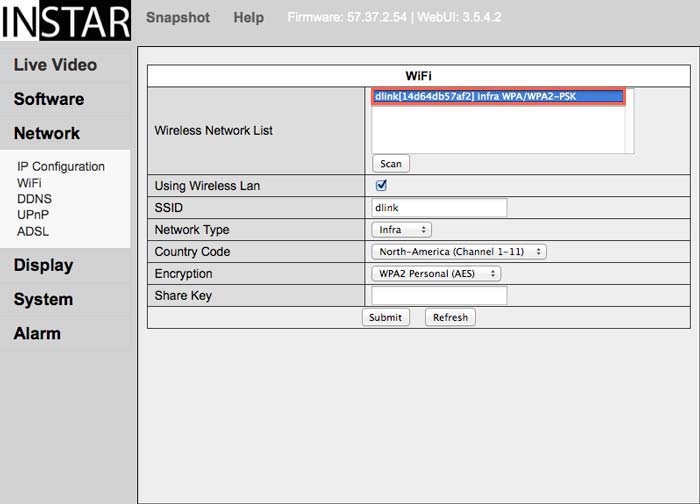 INSTAR
Snapshot Help Firmware: 57.37.2.54 | WebUI: 3.5.4.2
Live Video
Software
Network
IP Configuration
WiFi
DDNS
UPnP
ADSL
Display
System
Alarm
WiFi
Wireless Network List
dlink[14d64db57af2] infra WPA/WPA2-PSK
Scan
Using Wireless Lan
SSID dlink
Network Type Infra
Country Code North-America (Channel 1-11)
Encryption WPA2 Personal (AES)
Share Key
Submit Refresh